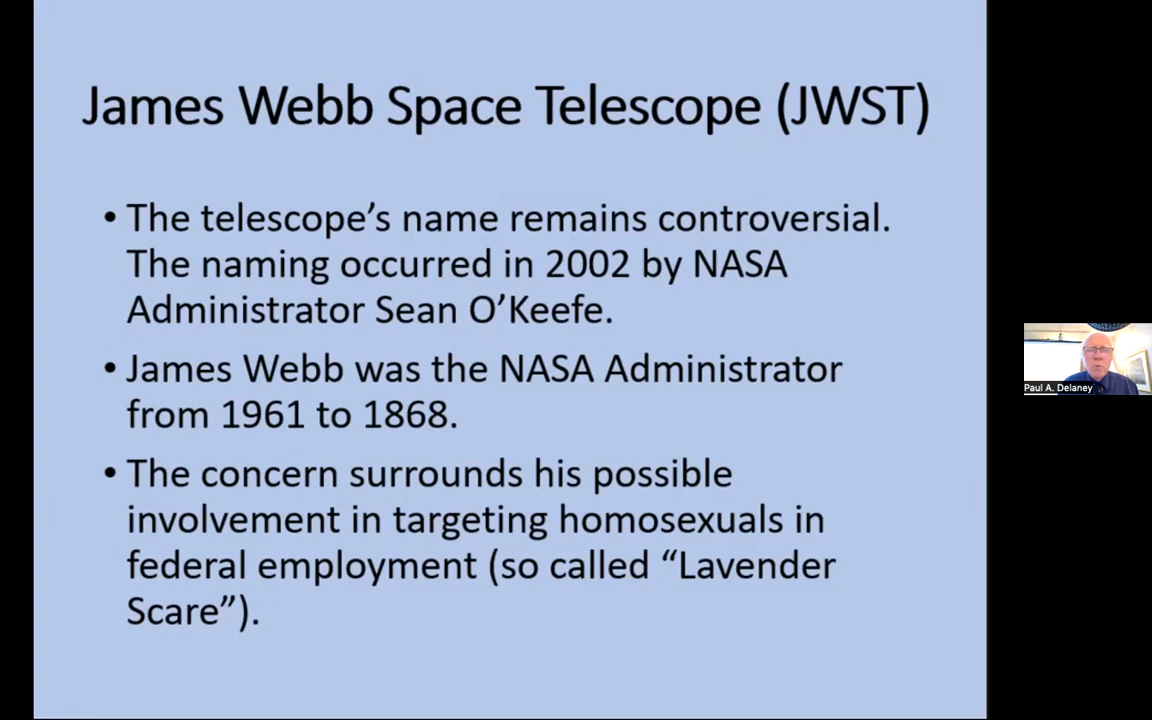 James Webb Space Telescope (JWST)
• The telescope’s name remains controversial.
The naming occurred in 2002 by NASA
Administrator Sean O’Keefe.
• James Webb was the NASA Administrator
from 1961 to 1868.
• The concern surrounds his possible
involvement in targeting homosexuals in
federal employment (so called “Lavender
Scare”).
Paul A. Delaney